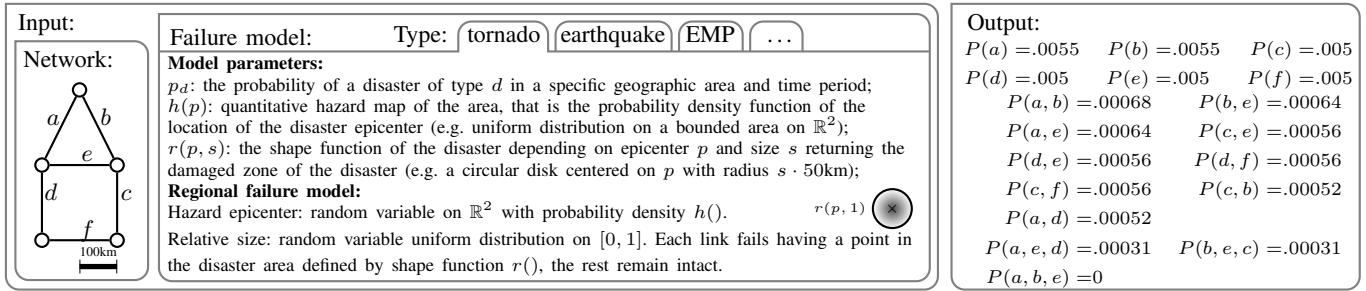 Input:
Network:
a
b
e
d
c
f
100km
Failure model:
Type: tornado earthquake EMP ...
Model parameters:
p_d: the probability of a disaster of type d in a specific geographic area and time period;
h(p): quantitative hazard map of the area, that is the probability density function of the
location of the disaster epicenter (e.g. uniform distribution on a bounded area on ℝ²);
r(p, s): the shape function of the disaster depending on epicenter p and size s returning the
damaged zone of the disaster (e.g. a circular disk centered on p with radius s · 50km);
Regional failure model:
Hazard epicenter: random variable on ℝ² with probability density h().
r(p, 1)
Relative size: random variable uniform distribution on [0, 1]. Each link fails having a point in
the disaster area defined by shape function r(), the rest remain intact.
Output:
P(a) =.0055 P(b) =.0055 P(c) =.005
P(d) =.005 P(e) =.005 P(f) =.005
P(a, b) =.00068 P(b, e) =.00064
P(a, e) =.00064 P(c, e) =.00056
P(d, e) =.00056 P(d, f) =.00056
P(c, f) =.00056 P(c, b) =.00052
P(a, d) =.00052
P(a, e, d) =.00031 P(b, e, c) =.00031
P(a, b, e) =0